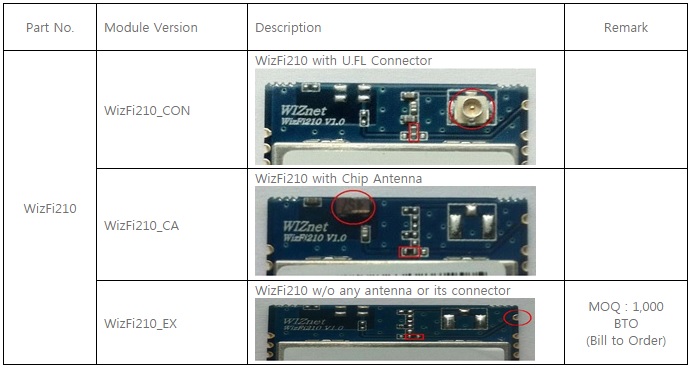 Part No. Module Version Description Remark
WizFi210 with U.FL Connector
WizFi210_CON
WIZnet
WizFi210 V1.0
WizFi210 with Chip Antenna
WizFi210
WizFi210_CA
WIZnet
WizFi210 V1.0
WizFi210 w/o any antenna or its connector
WizFi210_EX
WIZnet
WizFi210 V1.0
MOQ : 1,000
BTO
(Bill to Order)